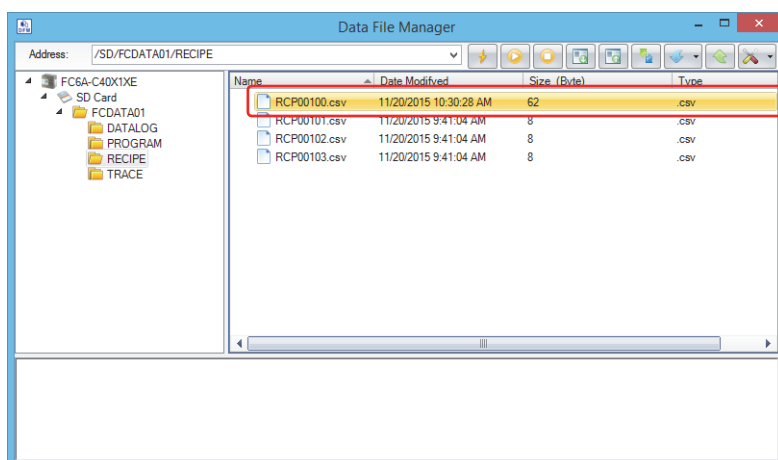 Data File Manager
Address: /SD/FCDATA01/RECIPE
FC6A-C40X1XE
SD Card
FCDATA01
DATALOG
PROGRAM
RECIPE
TRACE
Name Date Modifved Size (Byte) Type
RCP00100.csv 11/20/2015 10:30:28 AM 62 .csv
RCP00101.csv 11/20/2015 9:41:04 AM 8 .csv
RCP00102.csv 11/20/2015 9:41:04 AM 8 .csv
RCP00103.csv 11/20/2015 9:41:04 AM 8 .csv